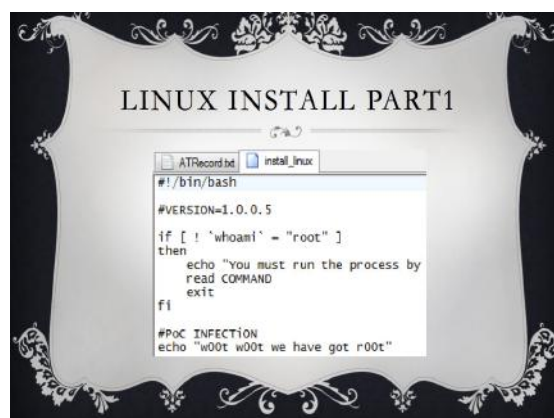 LINUX INSTALL PART1
ATRecord.txt install_linux
#!/bin/bash
#VERSION=1.0.0.5
if [ ! `whoami` = "root" ]
then
echo "You must run the process by
read COMMAND
exit
fi
#PoC INFECTiON
echo "w00t w00t we have got r00t"